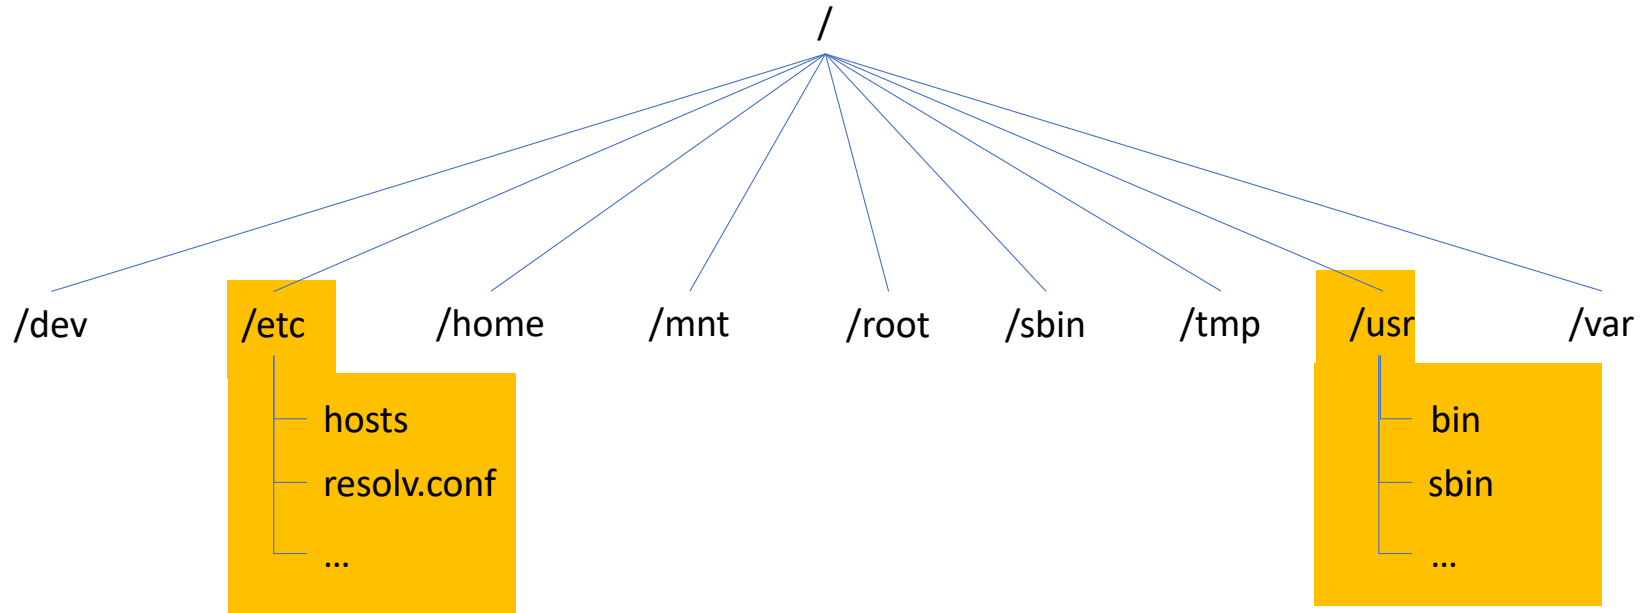 /
/dev /etc /home /mnt /root /sbin /tmp /usr /var
hosts
resolv.conf
...
bin
sbin
...